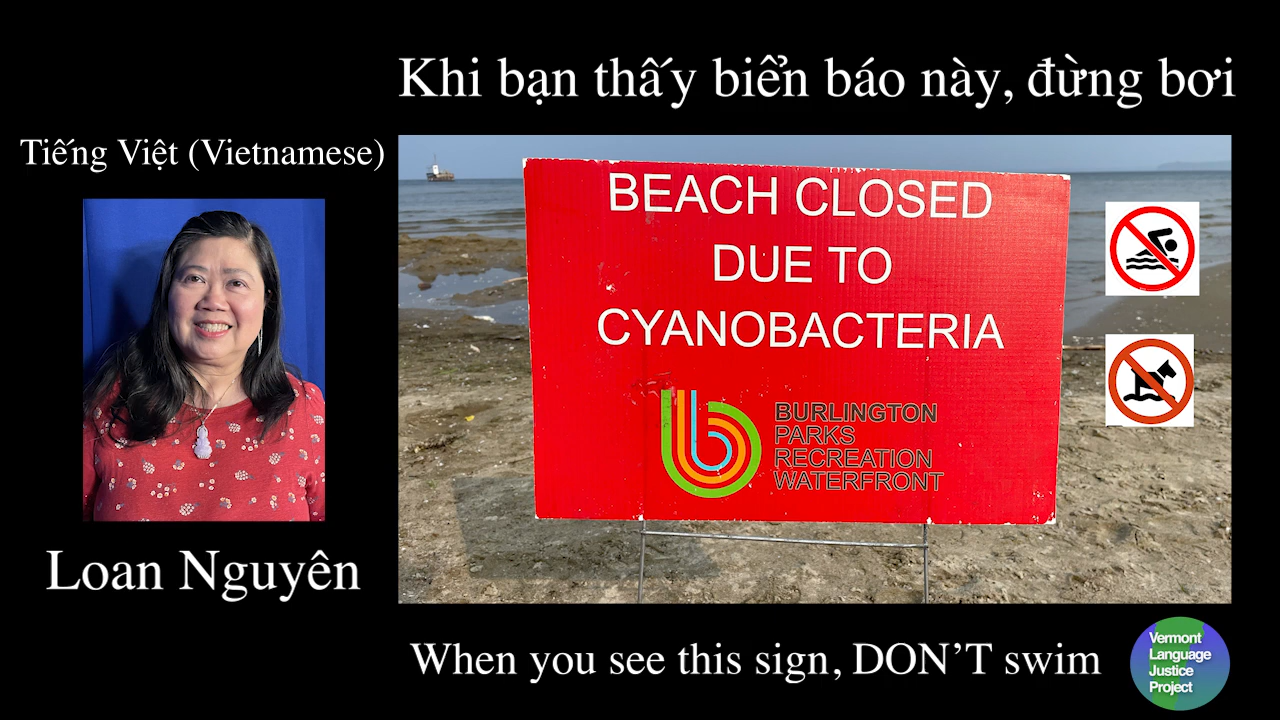 Khi bạn thấy biển báo này, đừng bơi
Tiếng Việt (Vietnamese)
Loan Nguyên
BEACH CLOSED
DUE TO
CYANOBACTERIA
BURLINGTON
PARKS
RECREATION
WATERFRONT
When you see this sign, DON’T swim
Vermont
Language
Justice
Project